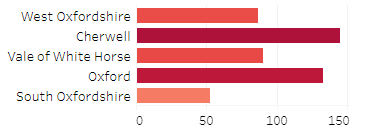 West Oxfordshire
Cherwell
Vale of White Horse
Oxford
South Oxfordshire
0 50 100 150